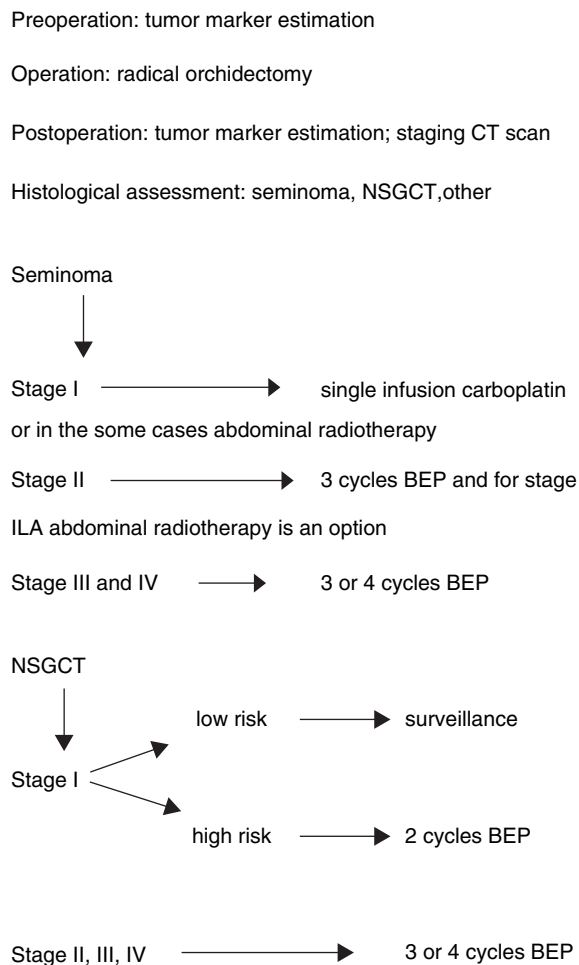 Preoperation: tumor marker estimation
Operation: radical orchidectomy
Postoperation: tumor marker estimation; staging CT scan
Histological assessment: seminoma, NSGCT,other
Seminoma
Stage I single infusion carboplatin
or in the some cases abdominal radiotherapy
Stage II 3 cycles BEP and for stage
ILA abdominal radiotherapy is an option
Stage III and IV 3 or 4 cycles BEP
NSGCT
low risk surveillance
Stage I
high risk 2 cycles BEP
Stage II, III, IV 3 or 4 cycles BEP